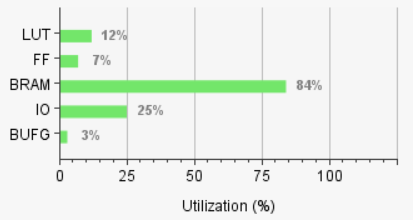 LUT 12%
FF 7%
BRAM 84%
IO 25%
BUFG 3%
0 25 50 75 100
Utilization (%)